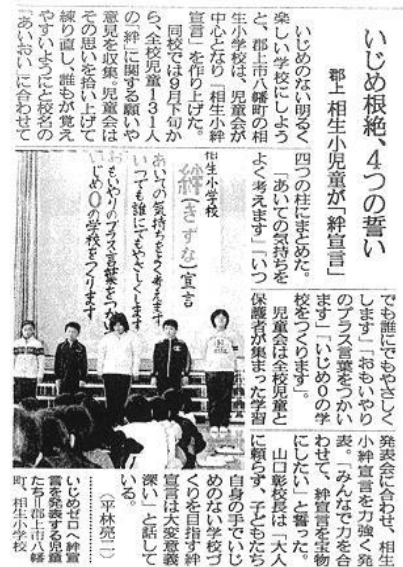 いじめ根絶、4つの誓い
郡上 相生小児童が「絆宣言」
いじめのない明るく
楽しい学校にしよう
と、郡上市八幡町の相
生小学校は、児童会が
中心となり「相生小絆
宣言」を作り上げた。
同校では9月下旬か
ら、全校児童131人
の「絆」に関する願いや
意見を収集。児童会は
その思いを拾い上げて
練り直し、誰もが覚え
やすいようにと校名の
「あいおい」に合わせて
四つの柱にまとめた。
「あいての気持ちを
よく考えます」「いつ
でも誰にでもやさしく
します」「おもいやり
のプラス言葉をつかい
ます」「いじめ0の学
校をつくります」。
児童会は全校児童と
保護者が集まった学習
発表会に合わせ、相生
小絆宣言を力強く発
表。「みんなで力を合
わせて、絆宣言を宝物
にしたい」と誓った。
山口彰校長は「大人
に頼らず、子どもたち
自身の手でいじ
めのない学校づ
くりを目指す絆
宣言は大変意義
深い」と話して
いる。
(平林亮二)
相生小学校
絆(きずな)宣言
あいての気持ちをよく考えます
いつでも誰にでもやさしくします
おもいやりのプラス言葉をつかい
いじめ0の学校をつくります
いじめゼロへ絆宣
言を発表する児童
たち=郡上市八幡
町、相生小学校